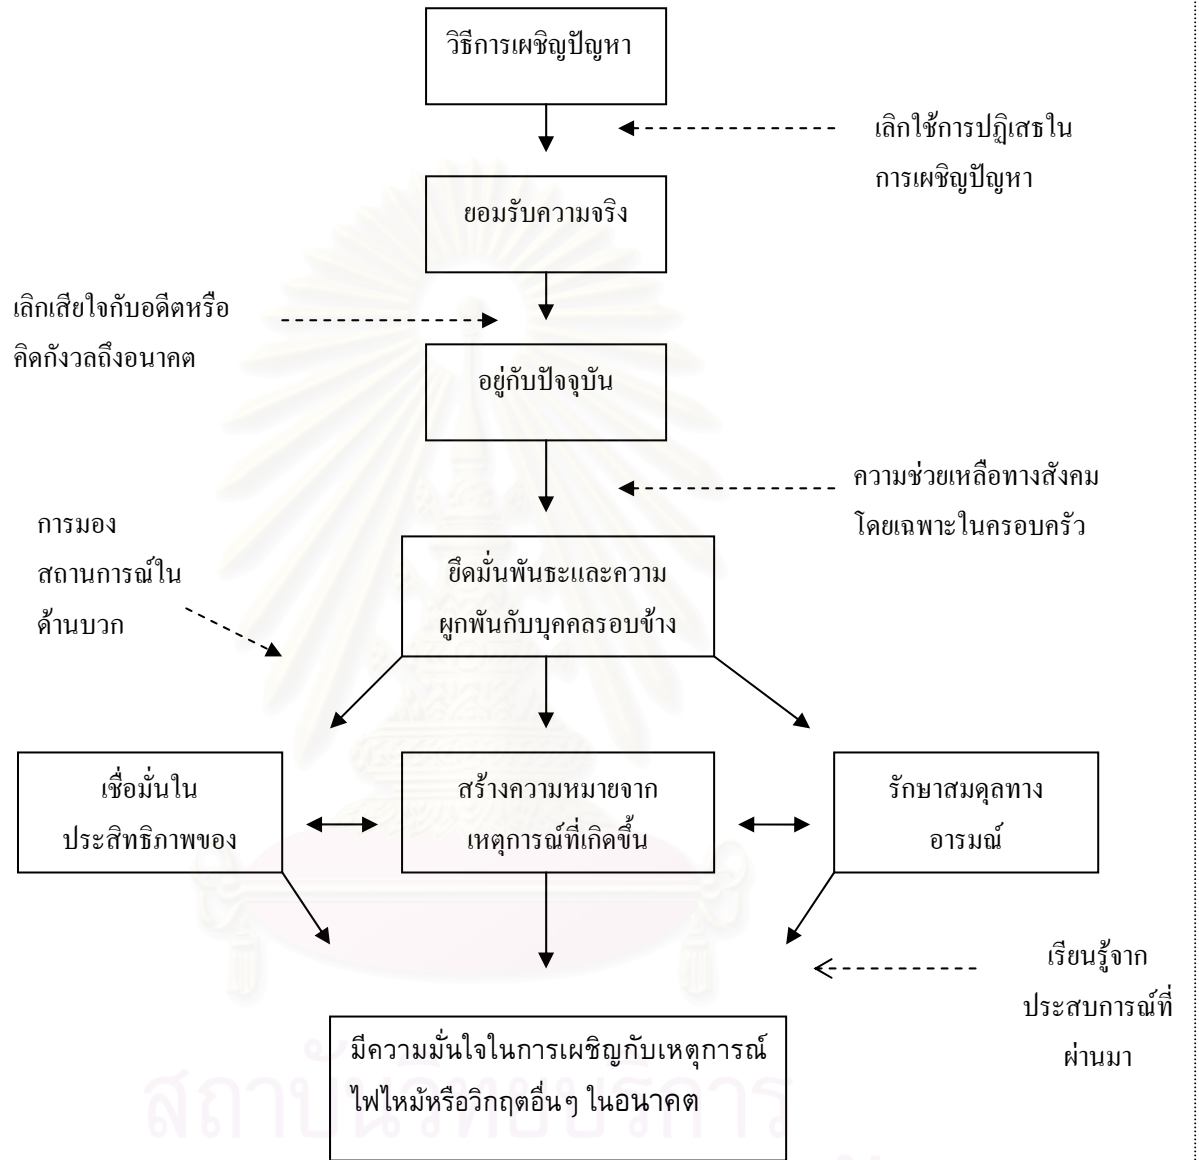 วิธีการเผชิญปัญหา
เลิกใช้การปฏิเสธใน
การเผชิญปัญหา
ยอมรับความจริง
เลิกเสียใจกับอดีตหรือ
คิดกังวลถึงอนาคต
อยู่กับปัจจุบัน
ความช่วยเหลือทางสังคม
โดยเฉพาะในครอบครัว
การมอง
สถานการณ์ใน
ด้านบวก
ยึดมั่นพันธะและความ
ผูกพันกับบุคคลรอบข้าง
เชื่อมั่นใน
ประสิทธิภาพของ
สร้างความหมายจาก
เหตุการณ์ที่เกิดขึ้น
รักษาสมดุลทาง
อารมณ์
เรียนรู้จาก
ประสบการณ์ที่
ผ่านมา
มีความมั่นใจในการเผชิญกับเหตุการณ์
ไฟไหม้หรือวิกฤตอื่นๆ ในอนาคต
สถาบันวิทยบริการ